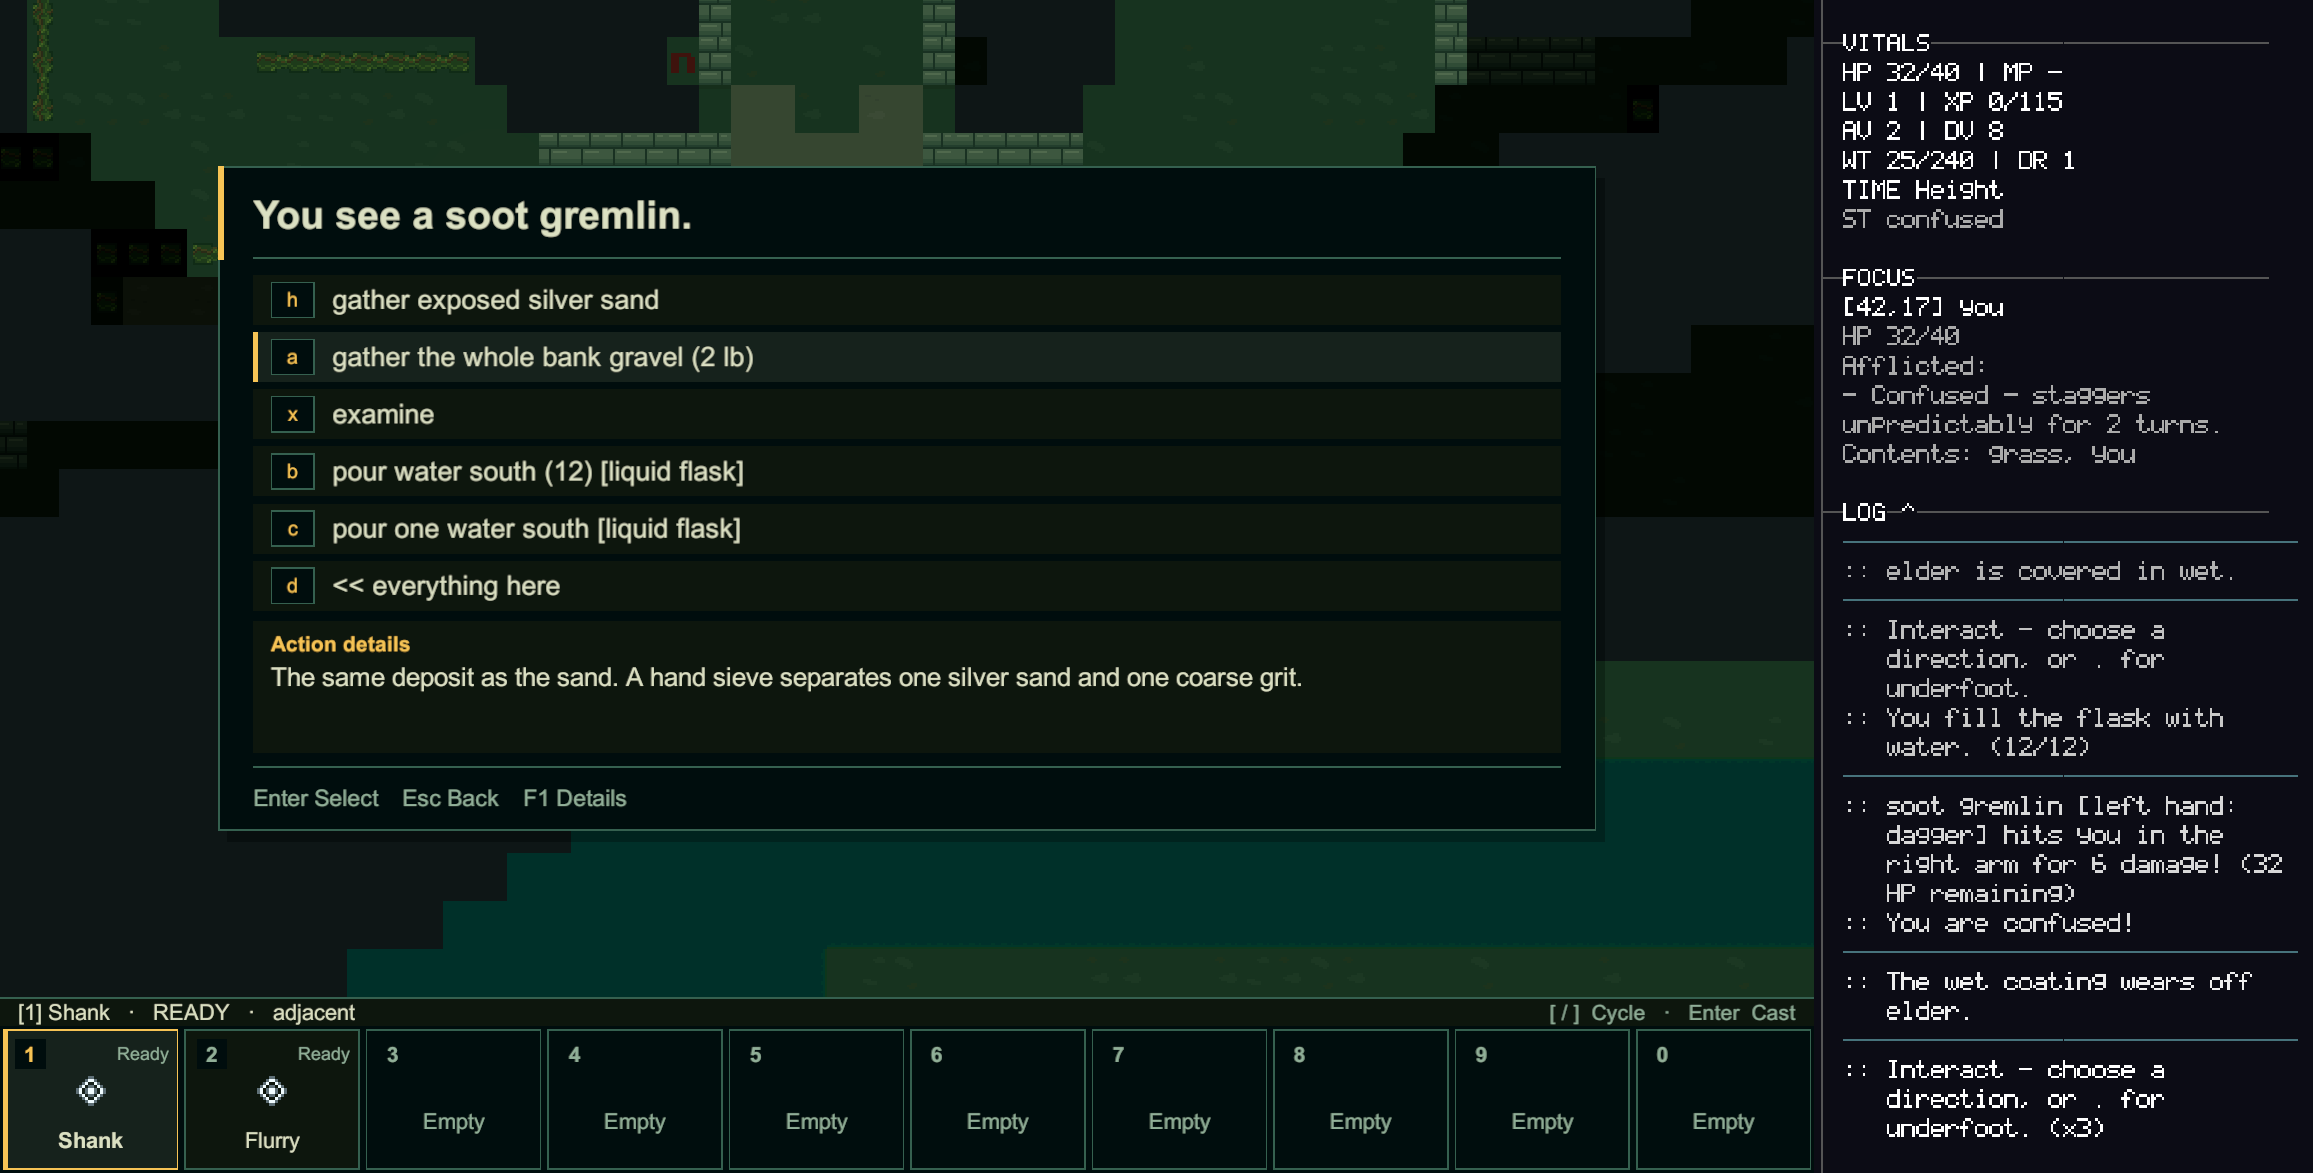 You see a soot gremlin.
h gather exposed silver sand
a gather the whole bank gravel (2 lb)
x examine
b pour water south (12) [liquid flask]
c pour one water south [liquid flask]
d << everything here
Action details
The same deposit as the sand. A hand sieve separates one silver sand and one coarse grit.
Enter Select Esc Back F1 Details
[1] Shank · READY · adjacent
[ / ] Cycle · Enter Cast
1 Ready Shank
2 Ready Flurry
3 Empty
4 Empty
5 Empty
6 Empty
7 Empty
8 Empty
9 Empty
0 Empty
VITALS
HP 32/40 | MP -
LV 1 | XP 0/115
AV 2 | DV 8
WT 25/240 | DR 1
TIME Height
ST confused
FOCUS
[42,17] You
HP 32/40
Afflicted:
- Confused - staggers
unpredictably for 2 turns.
Contents: grass, You
LOG ^
:: elder is covered in wet.
:: Interact - choose a
direction, or . for
underfoot.
:: You fill the flask with
water. (12/12)
:: soot gremlin [left hand:
dagger] hits you in the
right arm for 6 damage! (32
HP remaining)
:: You are confused!
:: The wet coating wears off
elder.
:: Interact - choose a
direction, or . for
underfoot. (x3)
n